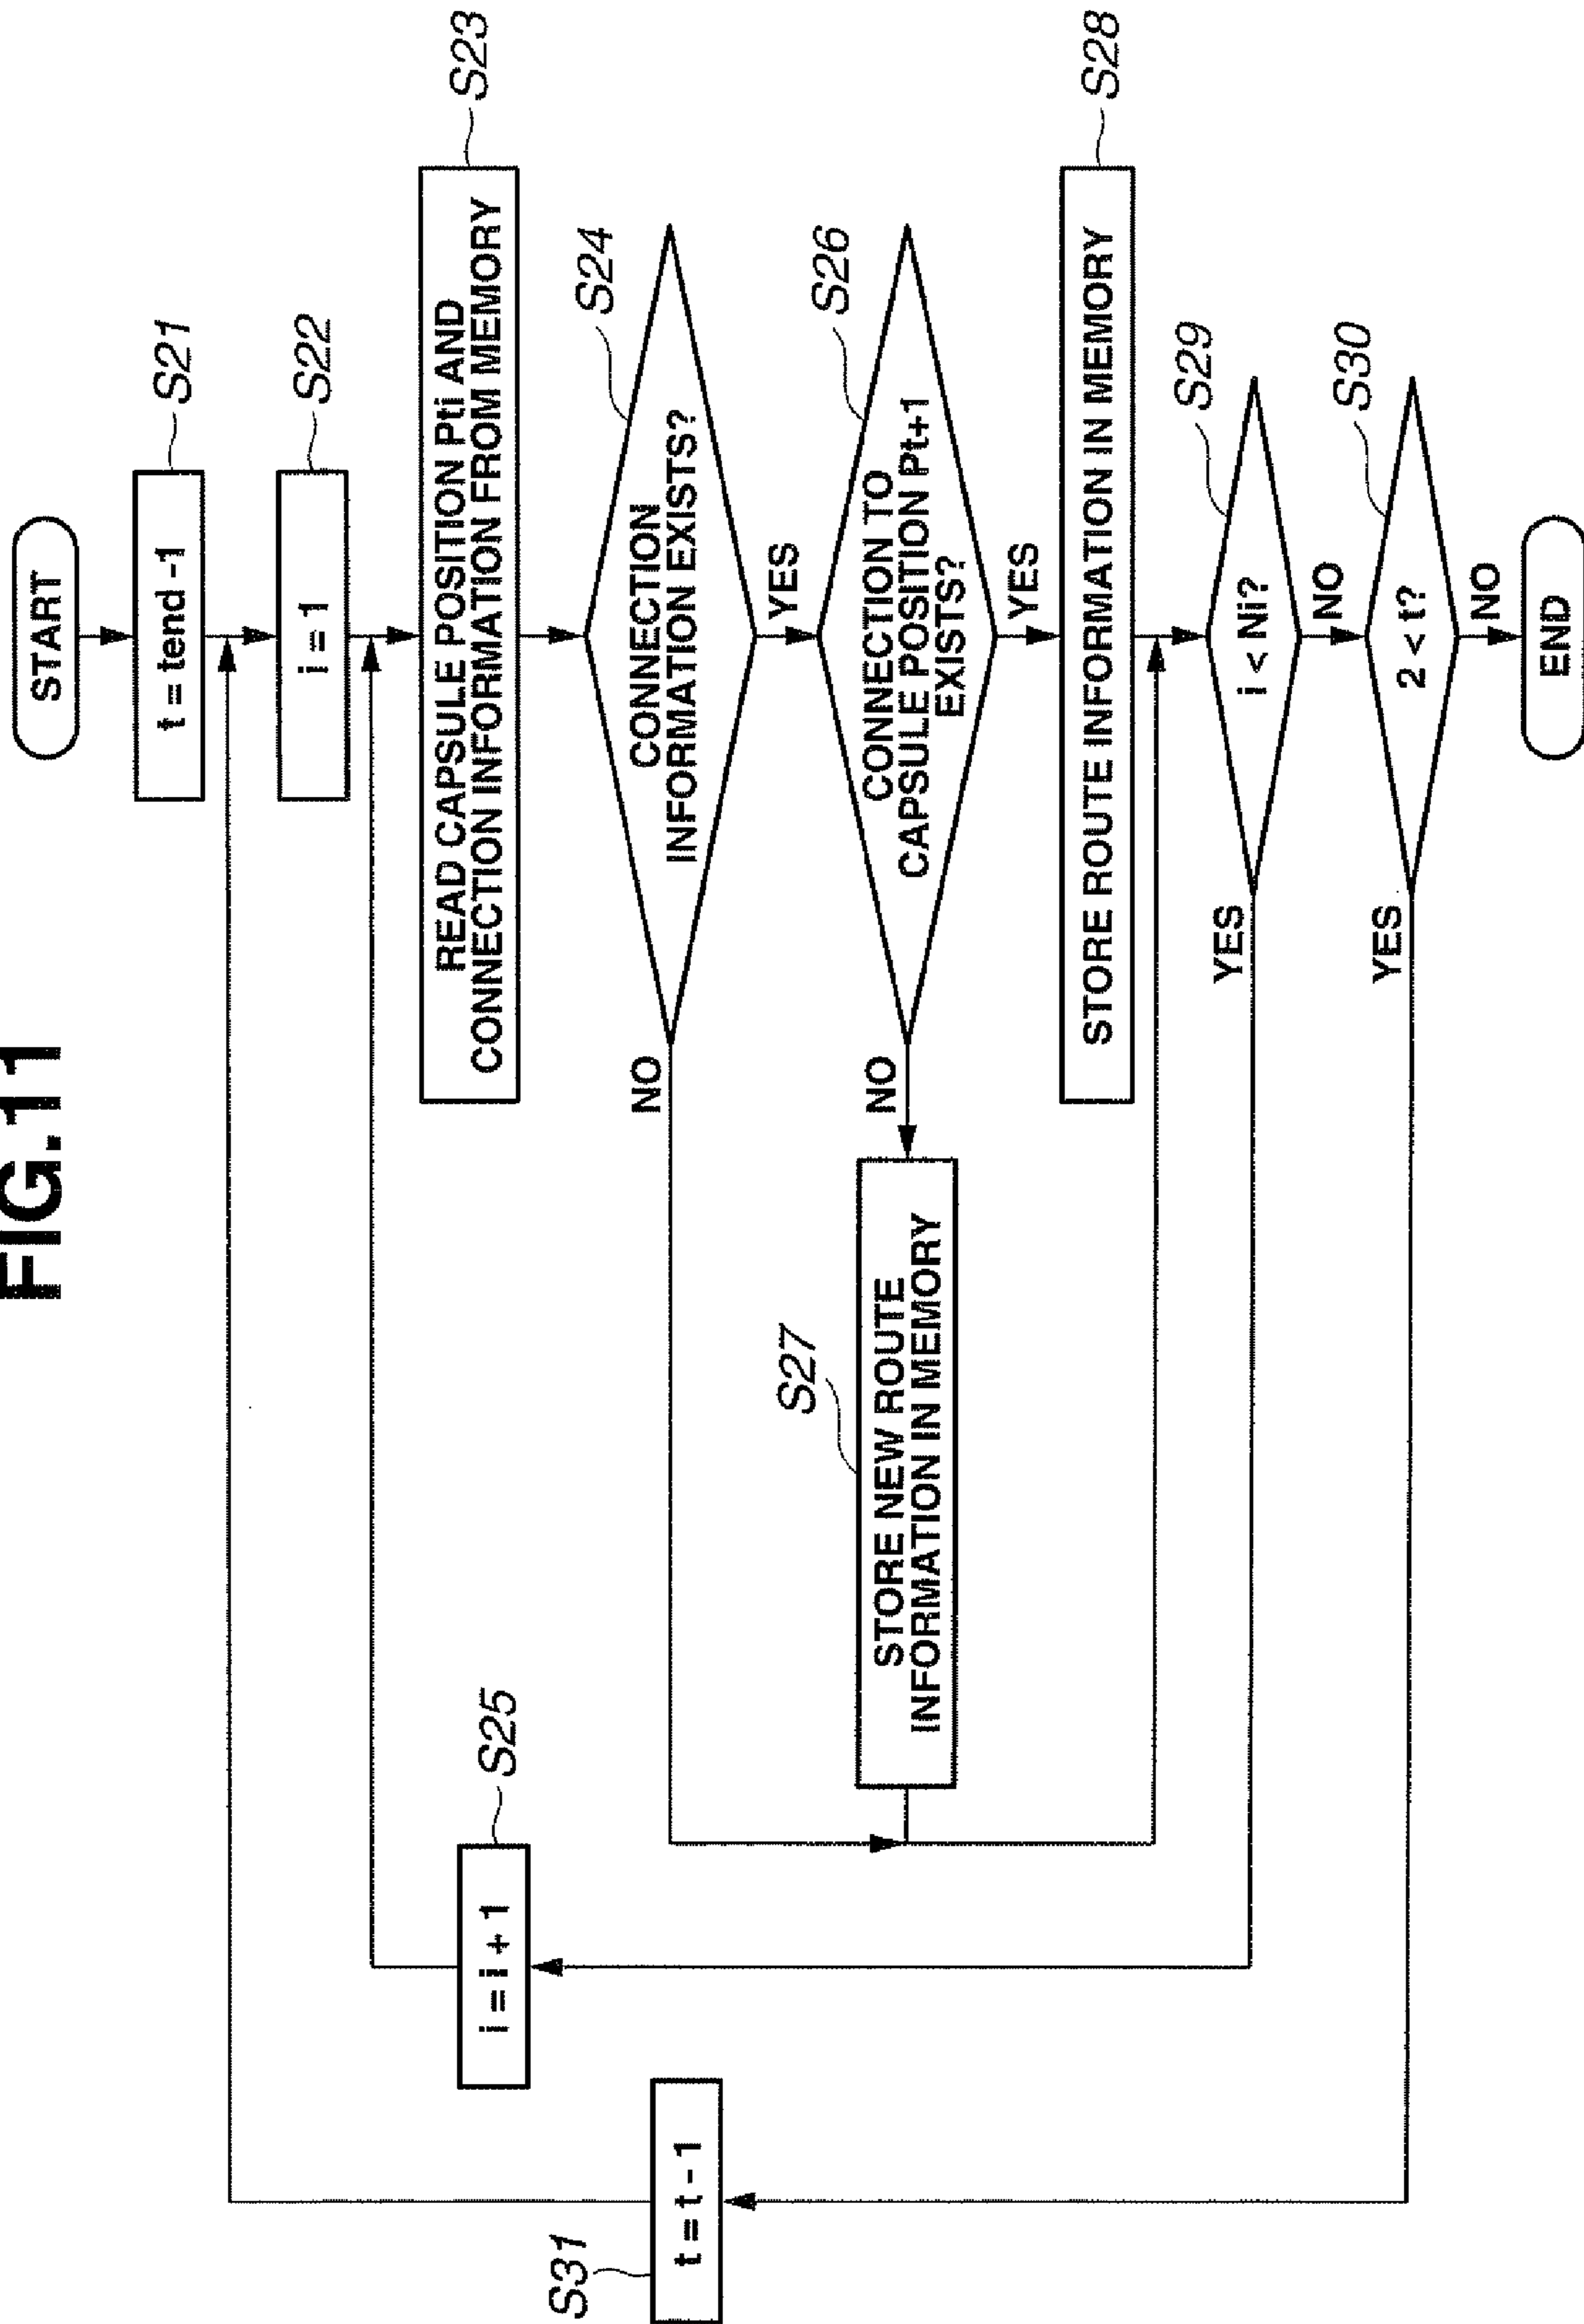 FIG.11
START
t = tend -1
S21
i = 1
S22
READ CAPSULE POSITION Pti AND
CONNECTION INFORMATION FROM MEMORY
S23
CONNECTION
INFORMATION EXISTS?
S24
NO
YES
i = i + 1
S25
CONNECTION TO
CAPSULE POSITION Pt+1
EXISTS?
S26
NO
YES
STORE NEW ROUTE
INFORMATION IN MEMORY
S27
STORE ROUTE INFORMATION IN MEMORY
S28
i < Ni?
S29
YES
NO
2 < t?
S30
YES
NO
t = t - 1
S31
END